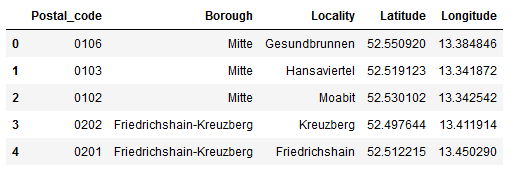 Postal_code Borough Locality Latitude Longitude
0 0106 Mitte Gesundbrunnen 52.550920 13.384846
1 0103 Mitte Hansaviertel 52.519123 13.341872
2 0102 Mitte Moabit 52.530102 13.342542
3 0202 Friedrichshain-Kreuzberg Kreuzberg 52.497644 13.411914
4 0201 Friedrichshain-Kreuzberg Friedrichshain 52.512215 13.450290